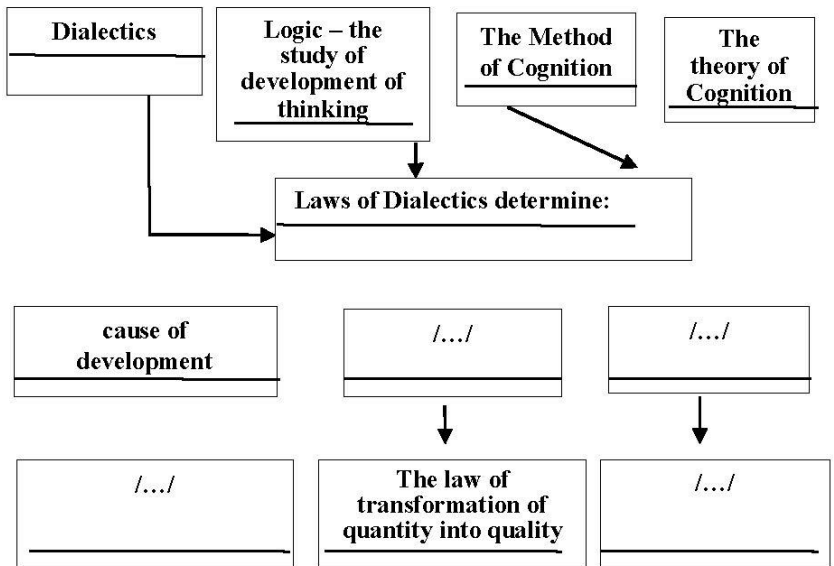 Dialectics
Logic – the
study of
development of
thinking
The Method
of Cognition
The
theory of
Cognition
Laws of Dialectics determine:
cause of
development
/…/
/…/
/…/
The law of
transformation of
quantity into quality
/…/